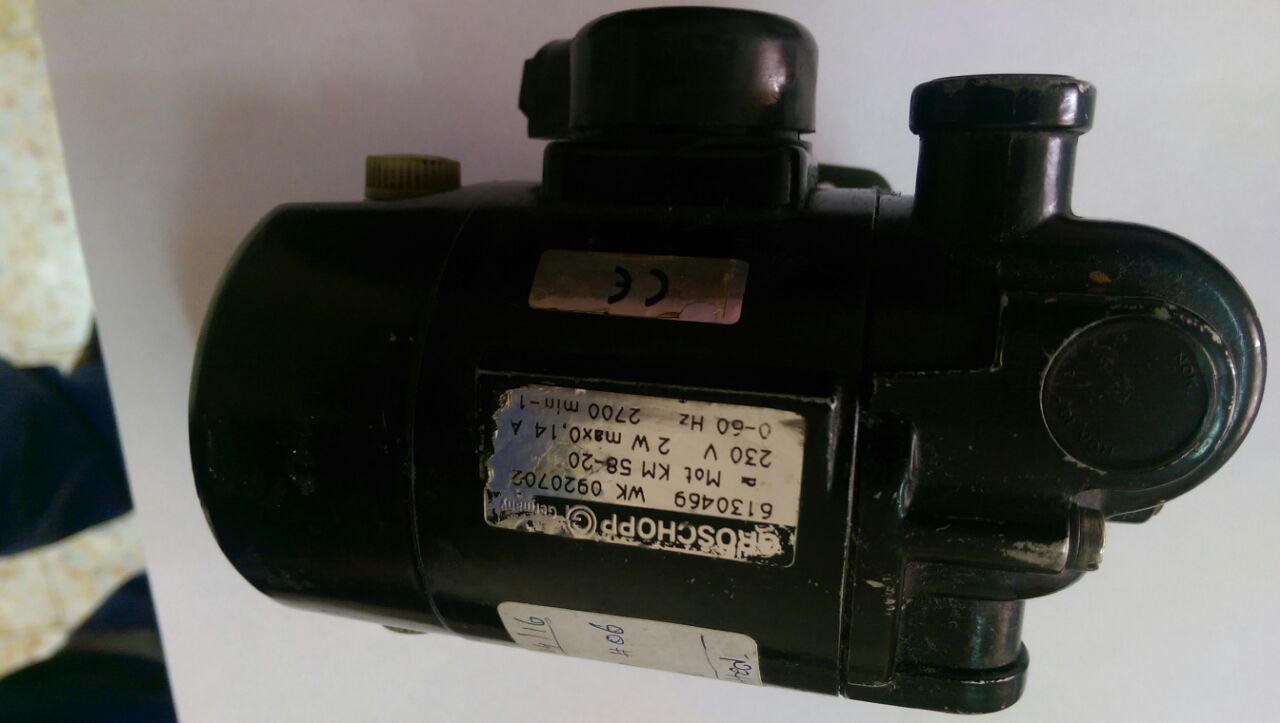 GROSCHOPP Germany
6130469 WK 0920702
Mot KM 58-20
230 V 2 W max0,14 A
0-60 Hz 2700 min-1
CE